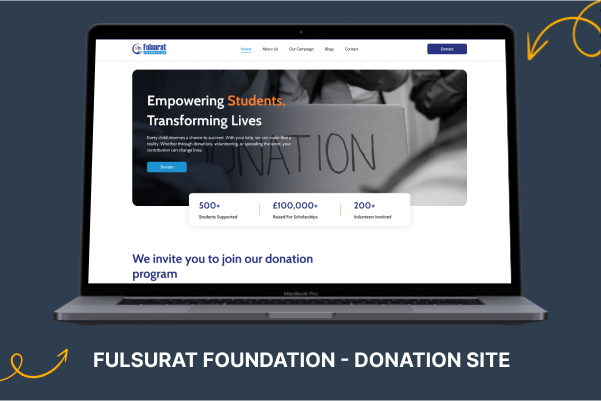 Fulsurat
FOUNDATION
Home About Us Our Campaign Blogs Contact Donate
Empowering Students,
Transforming Lives
Every child deserves a chance to succeed. With your help, we can make that a
reality. Whether through donations, volunteering, or spreading the word, your
contribution can change lives.
Donate
DONATION
500+ £100,000+ 200+
Students Supported Raised For Scholarships Volunteers Involved
We invite you to join our donation
program
MacBook Pro
FULSURAT FOUNDATION - DONATION SITE